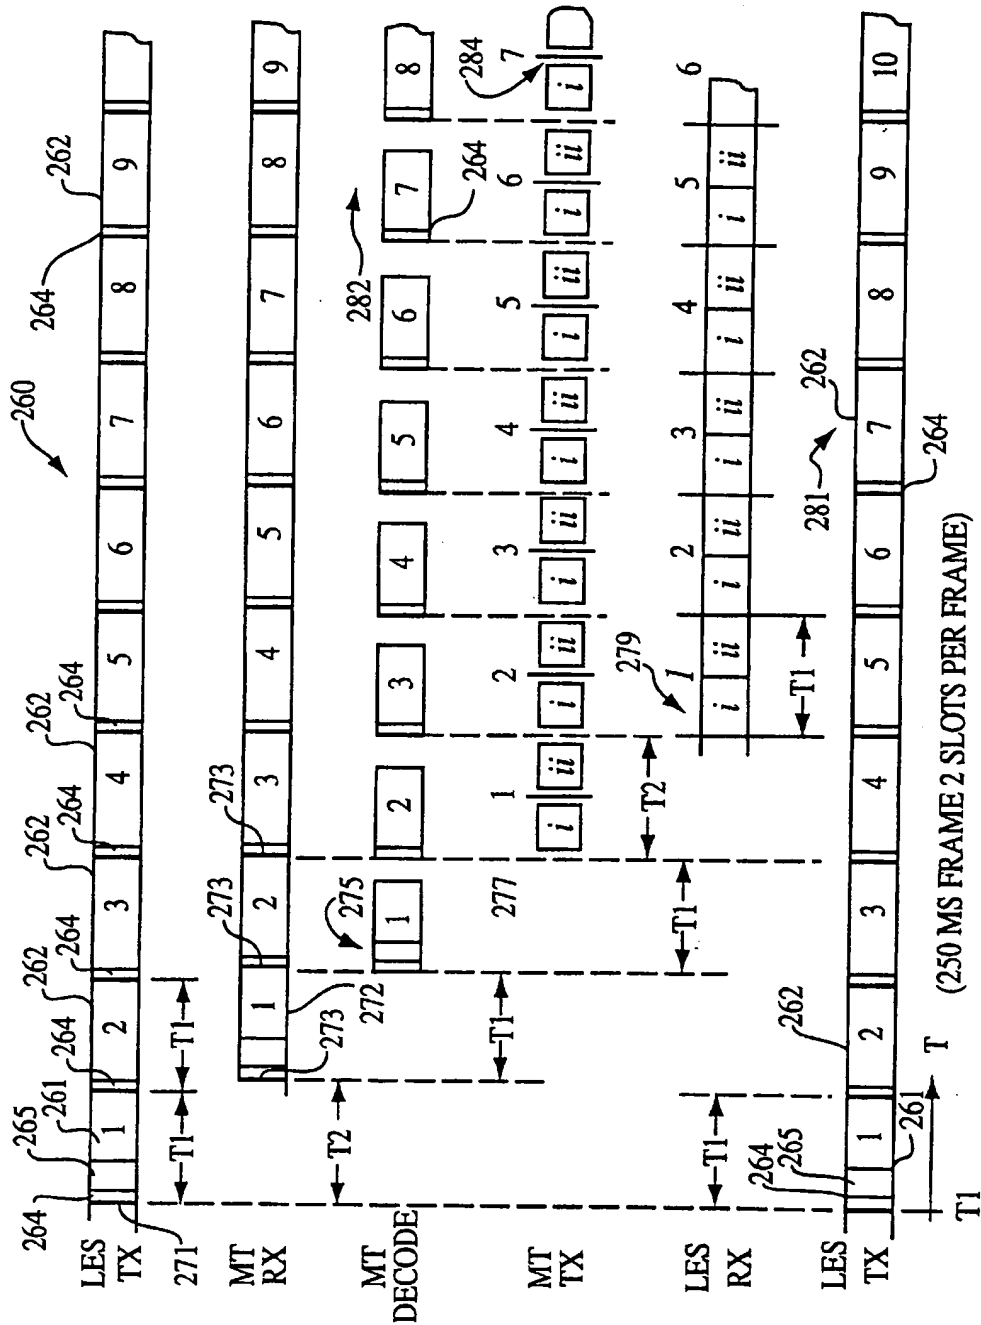 260
264 265 261 264 262 264 262 264 262 264 264 262
LES TX
1 2 3 4 5 6 7 8 9
271
T1 T1
MT RX
1 2 3 4 5 6 7 8 9
273 272 273 273
T2
275 282
MT DECODE
1 2 3 4 5 6 7 8
264
T1
277
1 2 3 4 5 6 7
284
MT TX
i ii i ii i ii i ii i ii i ii i
T1 T2
279
1 2 3 4 5 6
LES RX
i ii i ii i ii i ii i ii
T1 T1
264 265 262 281 262
LES TX
1 2 3 4 5 6 7 8 9 10
261 264
T1 T
(250 MS FRAME 2 SLOTS PER FRAME)